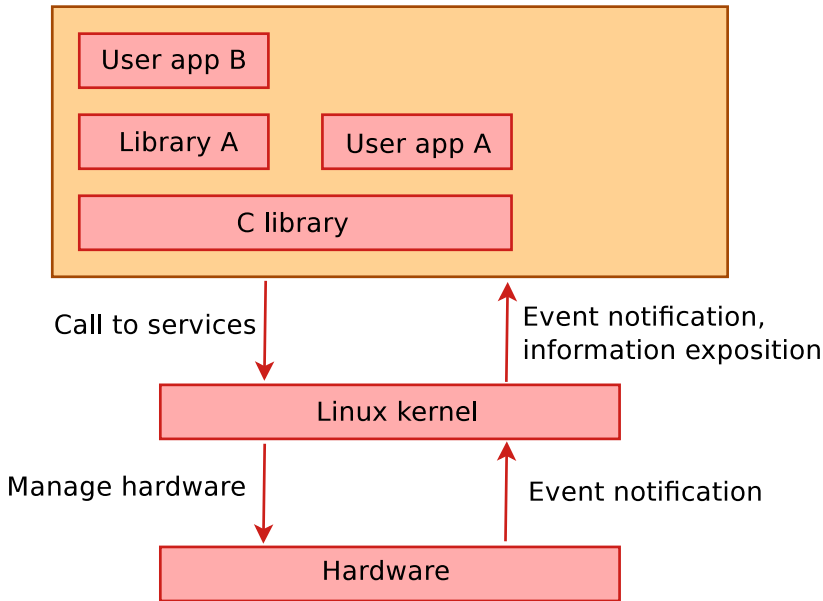 User app B
Library A
User app A
C library
Call to services
Event notification,
information exposition
Linux kernel
Manage hardware
Event notification
Hardware